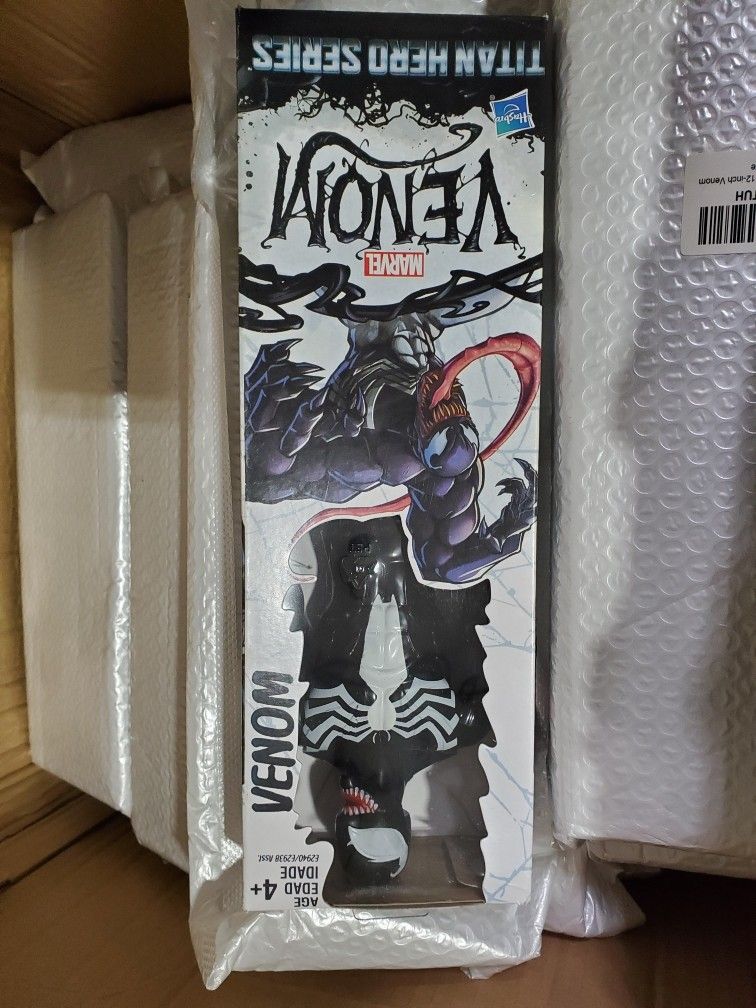 TITAN HERO SERIES
Hasbro
VENOM
MARVEL
VENOM
E2940/E2938 Asst.
AGE
EDAD 4+
IDADE
12-inch Venom